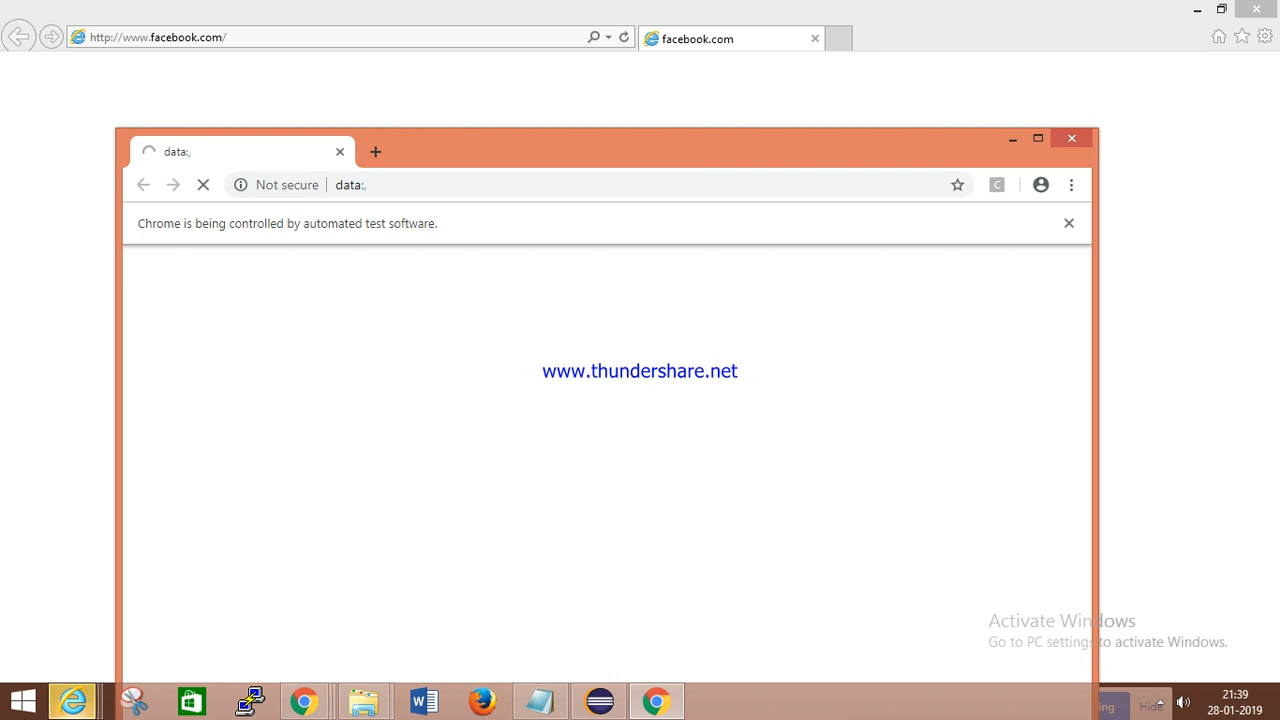 http://www.facebook.com/
facebook.com
data:,
Not secure
data:,
Chrome is being controlled by automated test software.
www.thundershare.net
Activate Windows
Go to PC settings to activate Windows.
Hide
21:39
28-01-2019